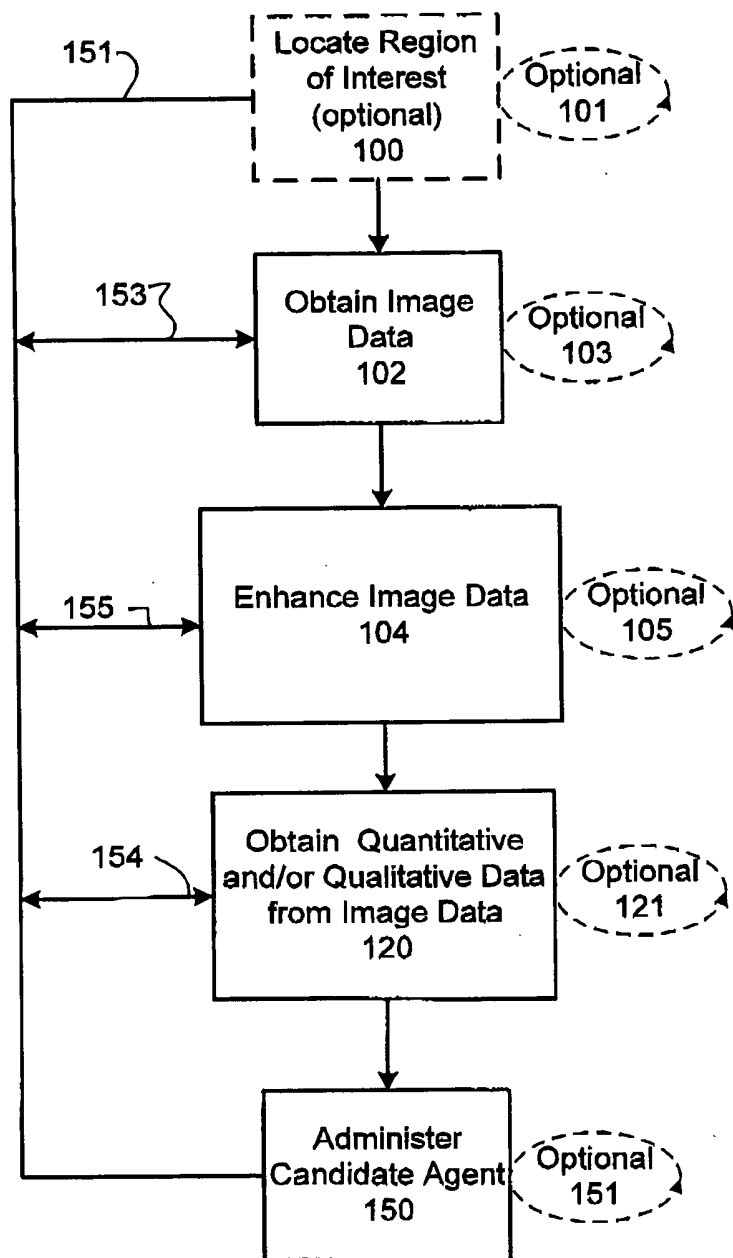 151
Locate Region
of Interest
(optional)
100
Optional
101
153
Obtain Image
Data
102
Optional
103
155
Enhance Image Data
104
Optional
105
154
Obtain Quantitative
and/or Qualitative Data
from Image Data
120
Optional
121
Administer
Candidate Agent
150
Optional
151